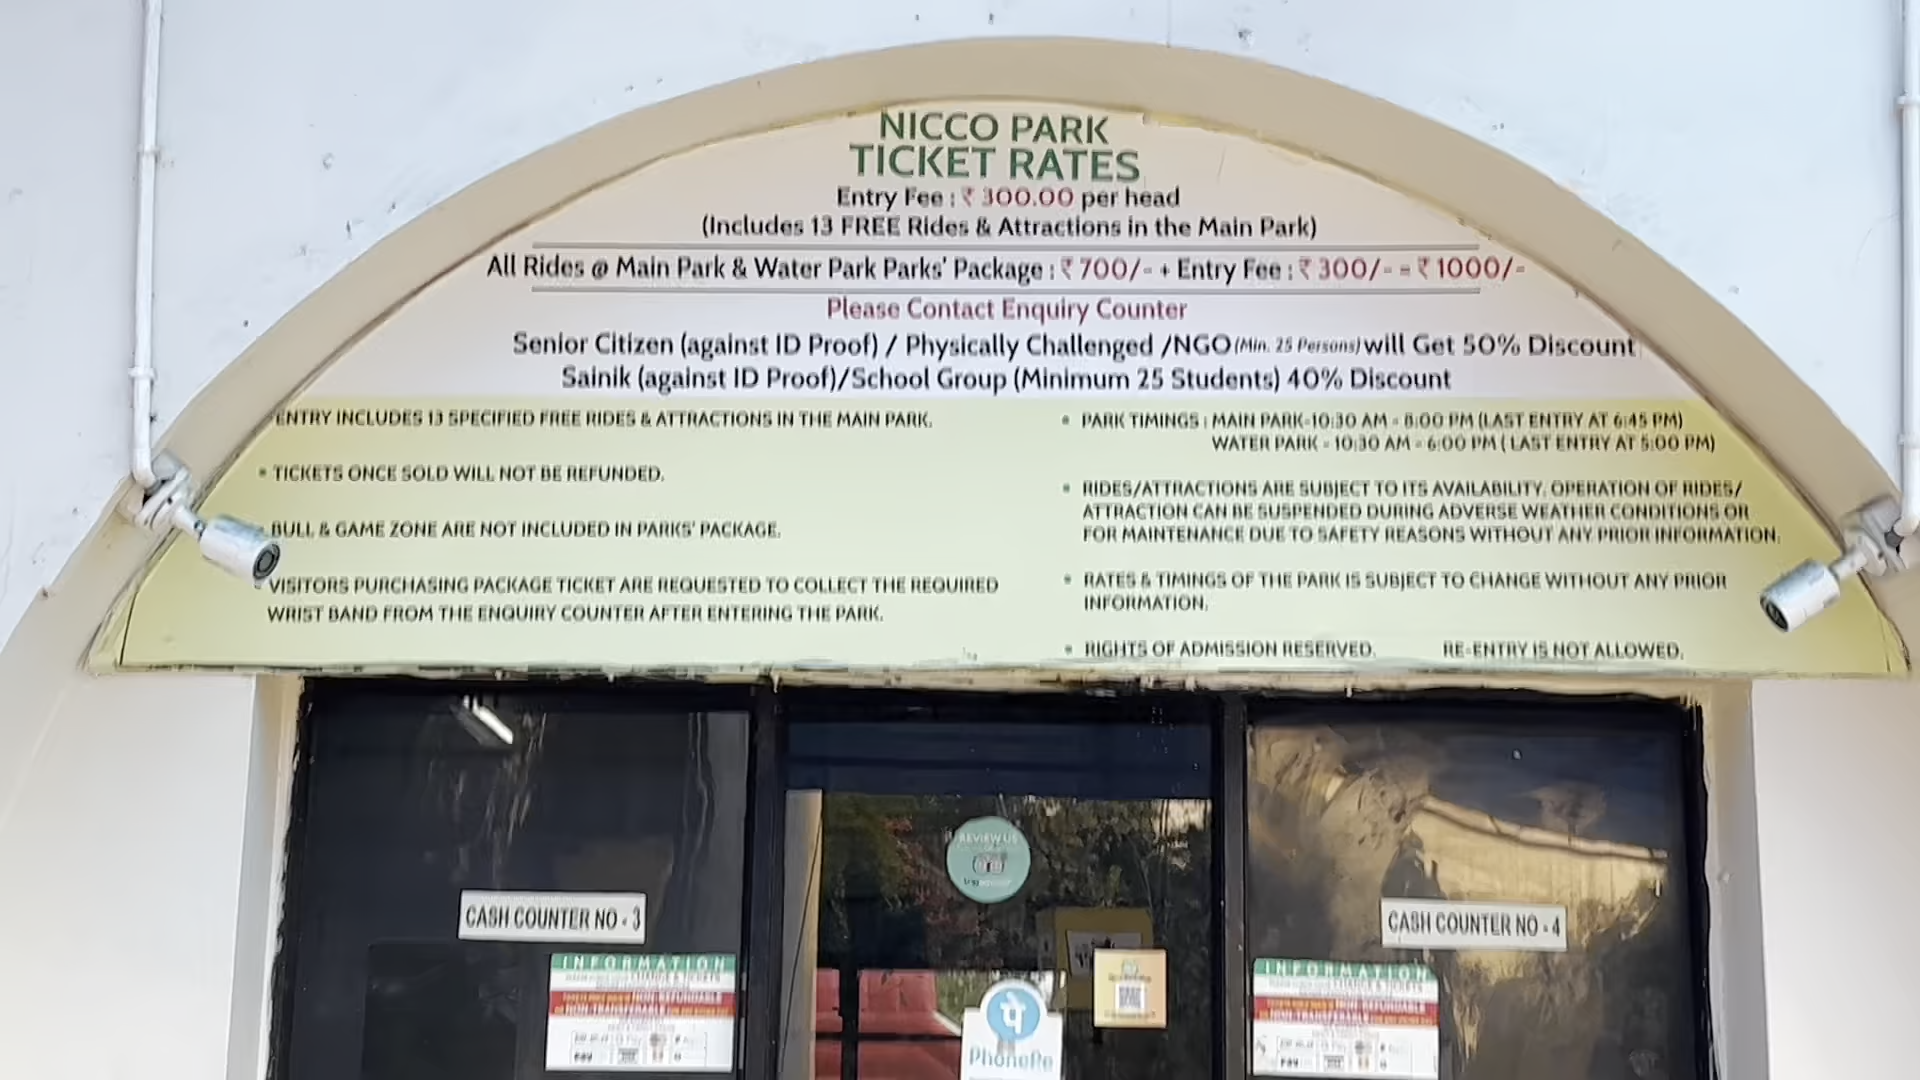 NICCO PARK
TICKET RATES
Entry Fee : ₹ 300.00 per head
(Includes 13 FREE Rides & Attractions in the Main Park)
All Rides @ Main Park & Water Park Parks' Package : ₹ 700/- + Entry Fee : ₹ 300/- = ₹ 1000/-
Please Contact Enquiry Counter
Senior Citizen (against ID Proof) / Physically Challenged /NGO (Min. 25 Persons) will Get 50% Discount
Sainik (against ID Proof)/School Group (Minimum 25 Students) 40% Discount
ENTRY INCLUDES 13 SPECIFIED FREE RIDES & ATTRACTIONS IN THE MAIN PARK.
• TICKETS ONCE SOLD WILL NOT BE REFUNDED.
BULL & GAME ZONE ARE NOT INCLUDED IN PARKS' PACKAGE.
VISITORS PURCHASING PACKAGE TICKET ARE REQUESTED TO COLLECT THE REQUIRED
WRIST BAND FROM THE ENQUIRY COUNTER AFTER ENTERING THE PARK.
• PARK TIMINGS : MAIN PARK-10:30 AM - 8:00 PM (LAST ENTRY AT 6:45 PM)
WATER PARK - 10:30 AM - 6:00 PM ( LAST ENTRY AT 5:00 PM)
• RIDES/ATTRACTIONS ARE SUBJECT TO ITS AVAILABILITY. OPERATION OF RIDES/
ATTRACTION CAN BE SUSPENDED DURING ADVERSE WEATHER CONDITIONS OR
FOR MAINTENANCE DUE TO SAFETY REASONS WITHOUT ANY PRIOR INFORMATION.
• RATES & TIMINGS OF THE PARK IS SUBJECT TO CHANGE WITHOUT ANY PRIOR
INFORMATION.
• RIGHTS OF ADMISSION RESERVED. RE-ENTRY IS NOT ALLOWED.
REVIEW US
CASH COUNTER NO - 3
CASH COUNTER NO - 4
INFORMATION
INFORMATION
पे
PhonePe